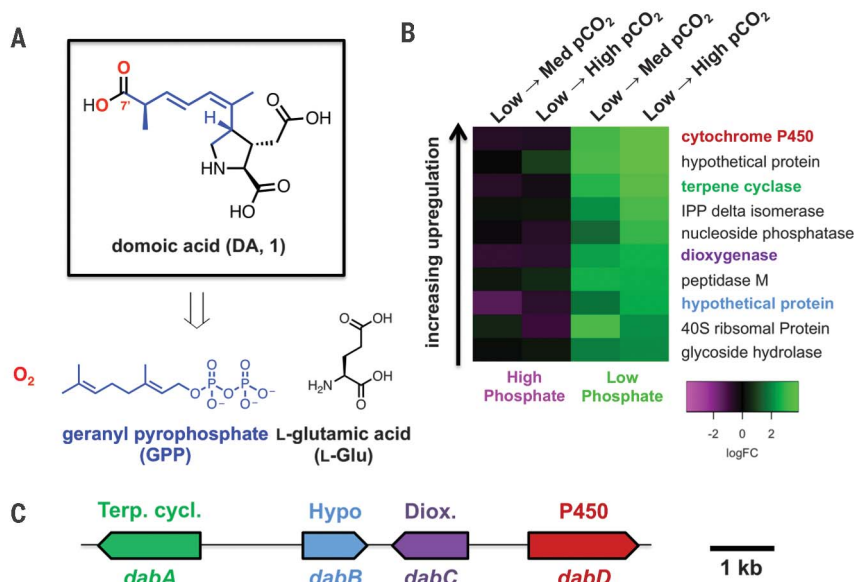 A
O
HO
7'
H
O
OH
HN
O
HO
domoic acid (DA, 1)
O2
O O
O P O P O⁻
O⁻ O⁻
geranyl pyrophosphate
(GPP)
O
OH
O
H2N
OH
L-glutamic acid
(L-Glu)
B
Low → Med pCO2
Low → High pCO2
Low → Med pCO2
Low → High pCO2
increasing upregulation
cytochrome P450
hypothetical protein
terpene cyclase
IPP delta isomerase
nucleoside phosphatase
dioxygenase
peptidase M
hypothetical protein
40S ribsomal Protein
glycoside hydrolase
High
Phosphate
Low
Phosphate
-2 0 2
logFC
C
Terp. cycl. Hypo Diox. P450
dabA dabB dabC dabD
1 kb